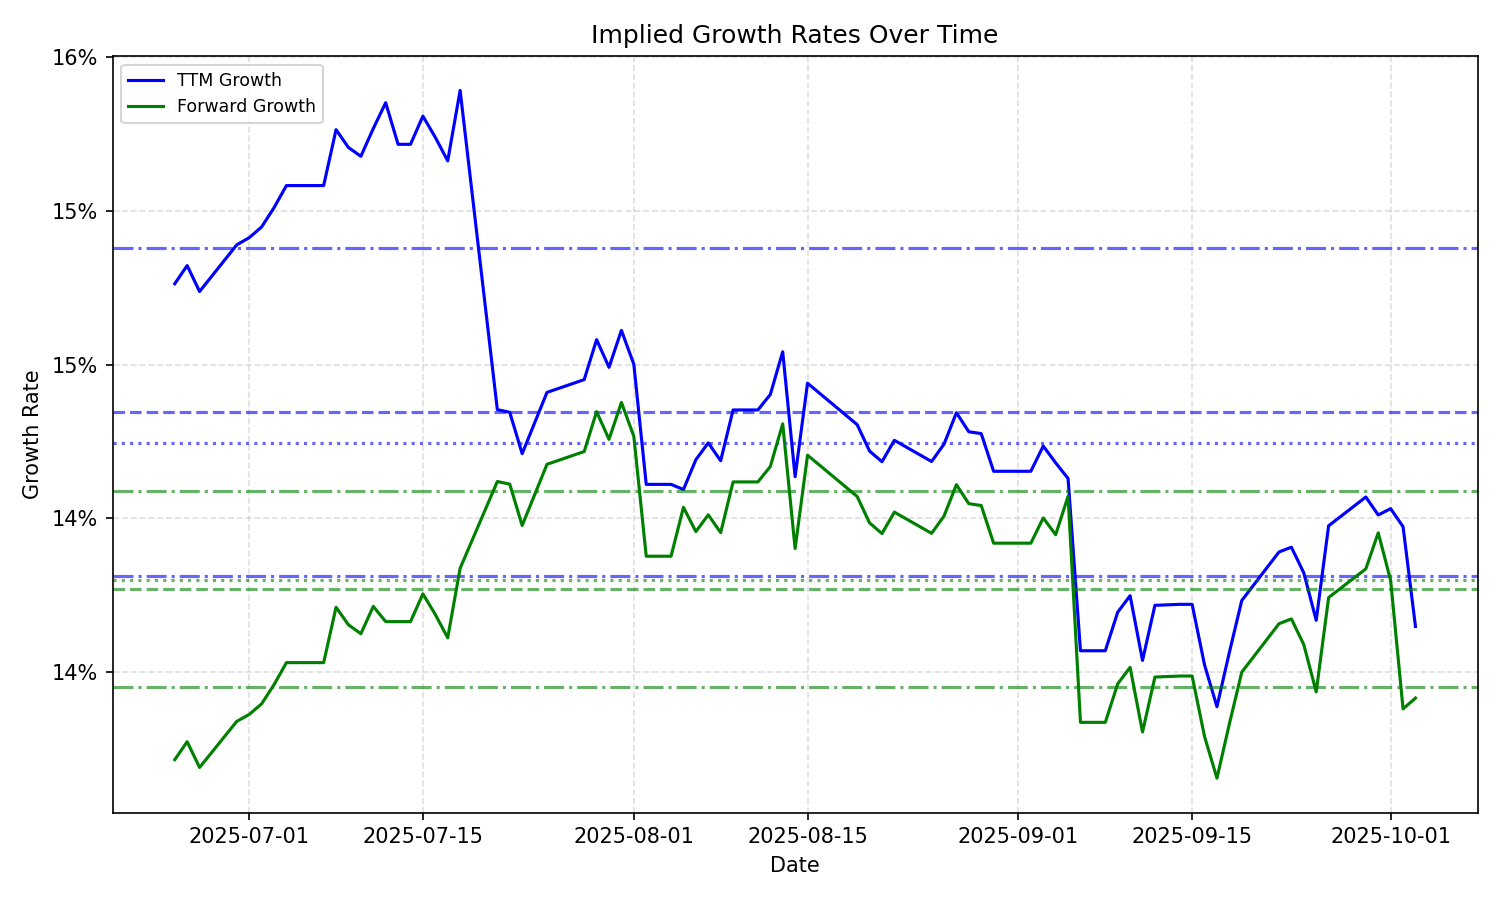 Implied Growth Rates Over Time
16%
15%
15%
14%
14%
Growth Rate
TTM Growth
Forward Growth
2025-07-01
2025-07-15
2025-08-01
2025-08-15
2025-09-01
2025-09-15
2025-10-01
Date